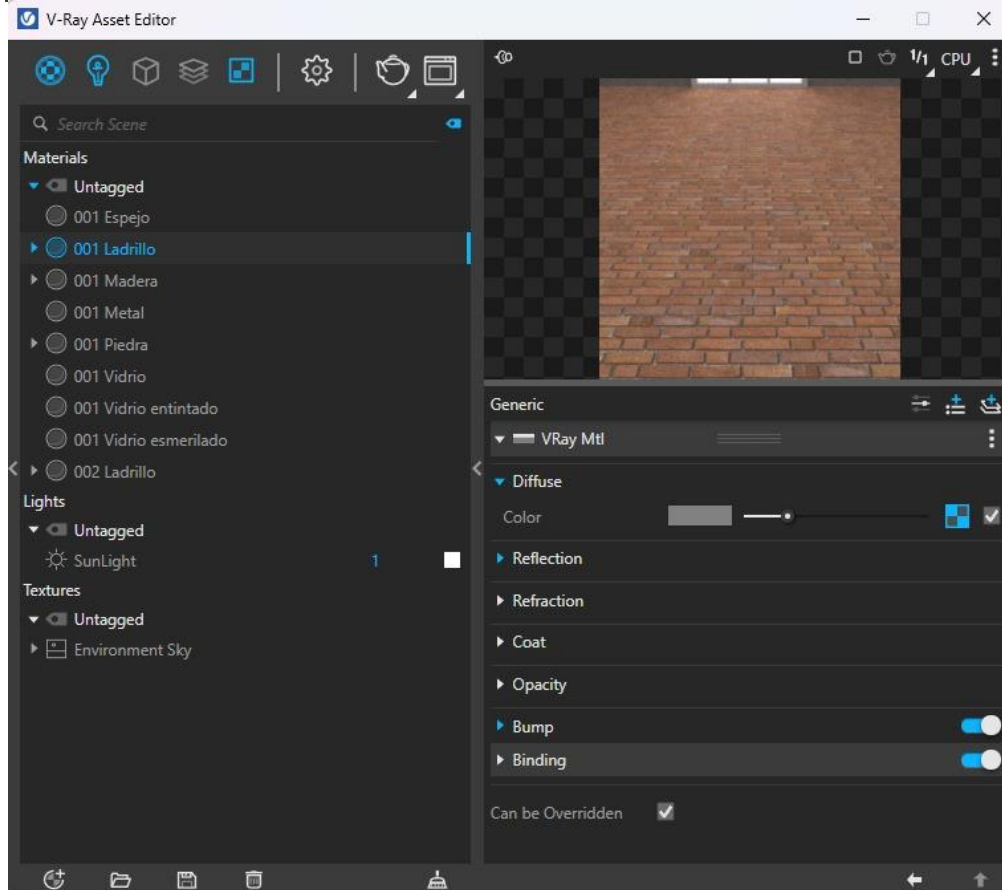 V-Ray Asset Editor
1/1 CPU
Search Scene
Materials
Untagged
001 Espejo
001 Ladrillo
001 Madera
001 Metal
001 Piedra
001 Vidrio
001 Vidrio entintado
001 Vidrio esmerilado
002 Ladrillo
Lights
Untagged
SunLight 1
Textures
Untagged
Environment Sky
Generic
VRay Mtl
Diffuse
Color
Reflection
Refraction
Coat
Opacity
Bump
Binding
Can be Overridden